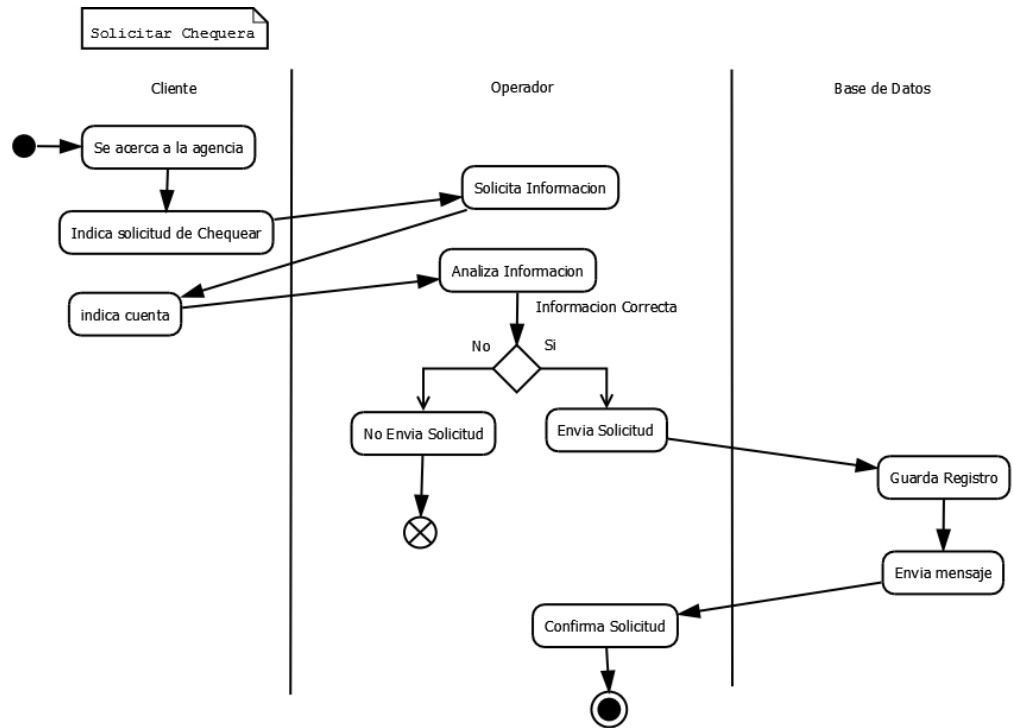 Solicitar Chequera
Cliente
Operador
Base de Datos
Se acerca a la agencia
Solicita Informacion
Indica solicitud de Chequear
Analiza Informacion
indica cuenta
Informacion Correcta
No
Si
No Envia Solicitud
Envia Solicitud
Guarda Registro
Envia mensaje
Confirma Solicitud